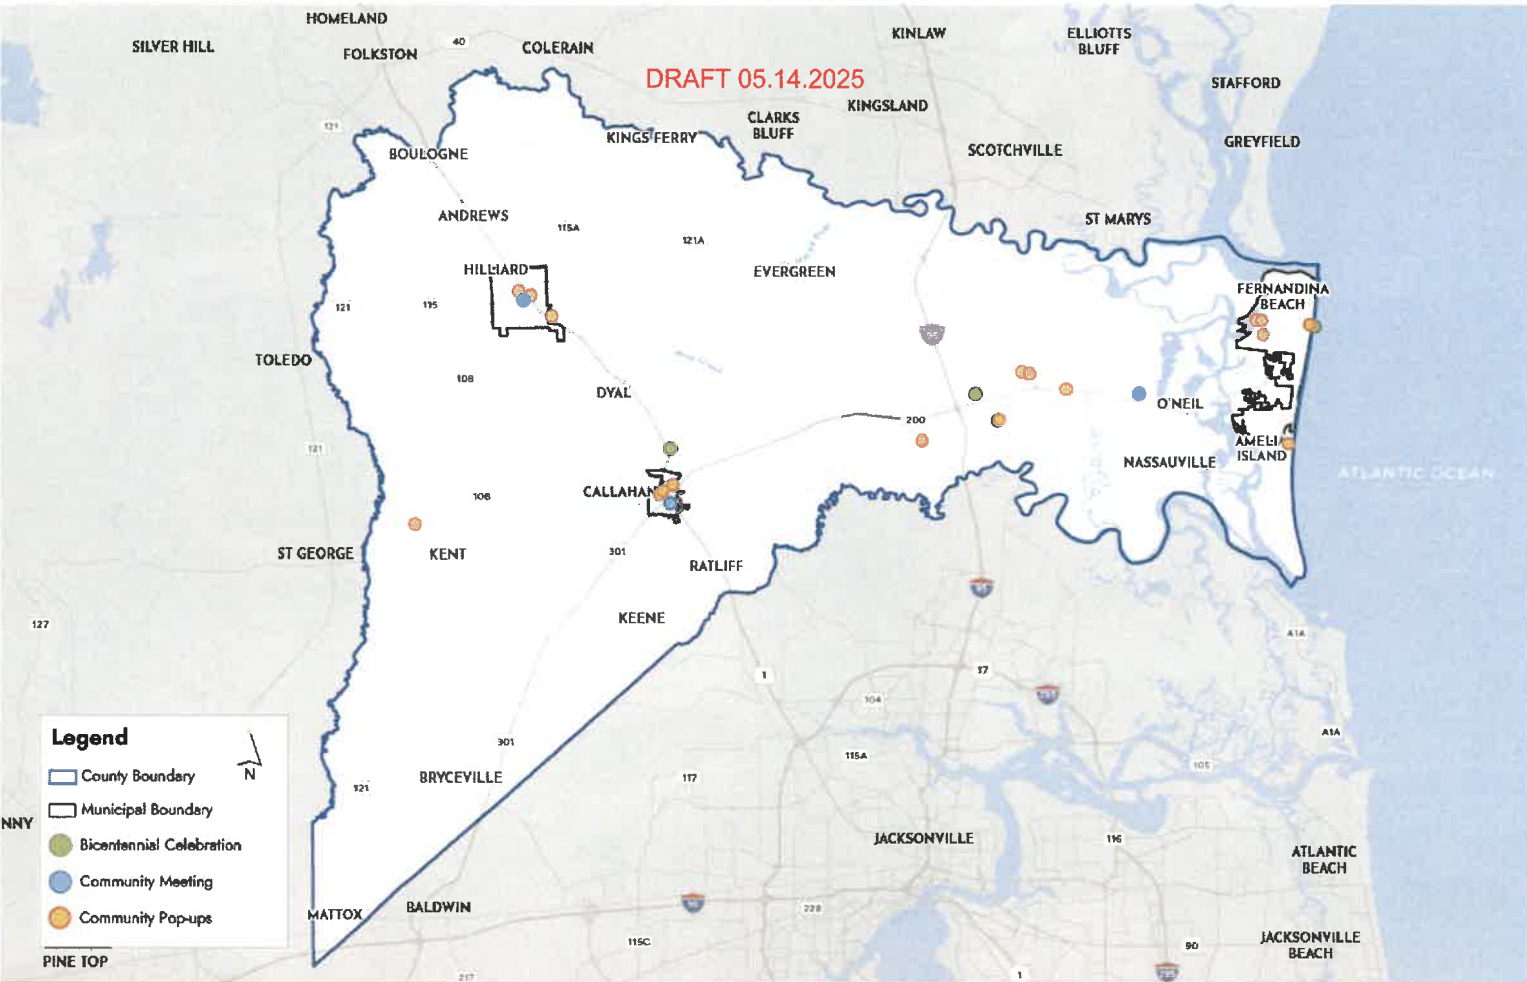 HOMELAND
SILVER HILL
FOLKSTON
40
COLERAIN
KINLAW
ELLIOTTS
BLUFF
DRAFT 05.14.2025
STAFFORD
KINGSLAND
CLARKS
BLUFF
121
KINGS FERRY
GREYFIELD
BOULOGNE
SCOTCHVILLE
ANDREWS
115A
121A
ST MARYS
HILLIARD
EVERGREEN
FERNANDINA
BEACH
121
115
95
TOLEDO
108
DYAL
O'NEIL
200
121
AMELIA
ISLAND
NASSAUVILLE
ATLANTIC OCEAN
CALLAHAN
108
ST GEORGE
KENT
301
RATLIFF
KEENE
127
A1A
1
17
104
Legend
N
County Boundary
Municipal Boundary
Bicentennial Celebration
Community Meeting
Community Pop-ups
301
115A
A1A
105
BRYCEVILLE
117
121
NNY
JACKSONVILLE
116
ATLANTIC
BEACH
MATTOX
BALDWIN
228
PINE TOP
115C
9D
JACKSONVILLE
BEACH
217
1